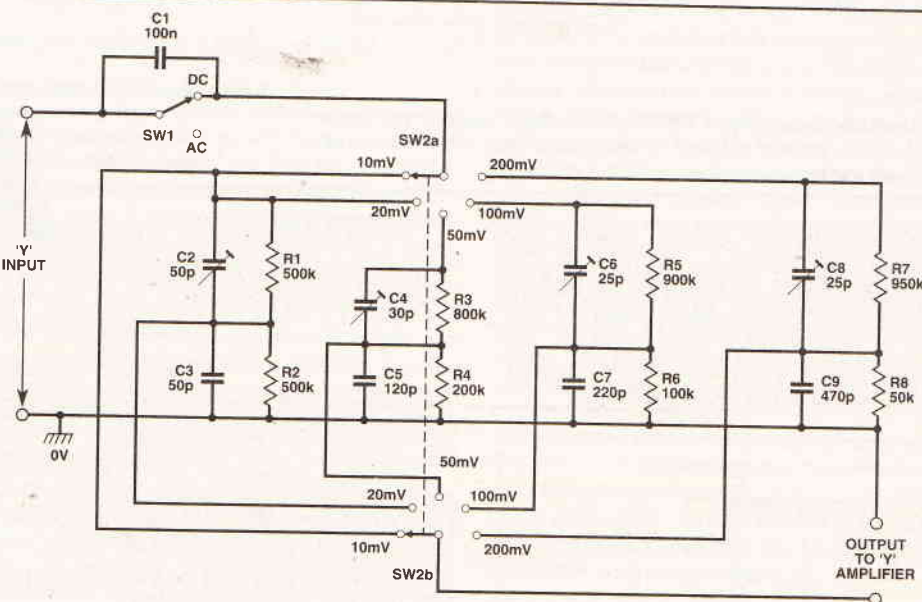 C1
100n
DC
SW1
AC
SW2a
10mV
200mV
20mV
100mV
50mV
'Y'
INPUT
C2
50p
R1
500k
C4
30p
R3
800k
C6
25p
R5
900k
C8
25p
R7
950k
C3
50p
R2
500k
C5
120p
R4
200k
C7
220p
R6
100k
C9
470p
R8
50k
0V
50mV
20mV
100mV
10mV
200mV
SW2b
OUTPUT
TO 'Y'
AMPLIFIER